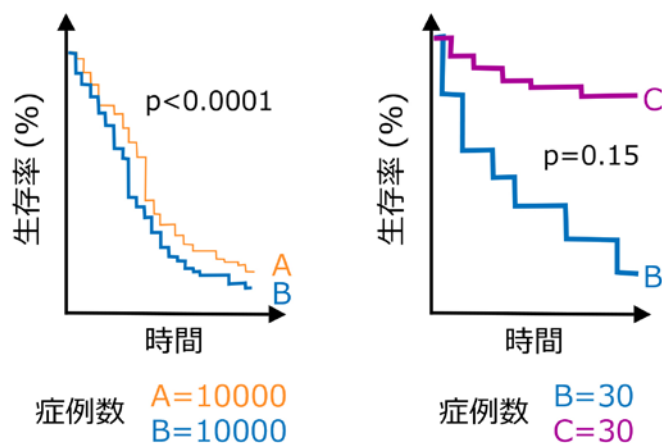 生存率 (%)
p<0.0001
A
B
時間
症例数
A=10000
B=10000
生存率 (%)
C
p=0.15
B
時間
症例数
B=30
C=30